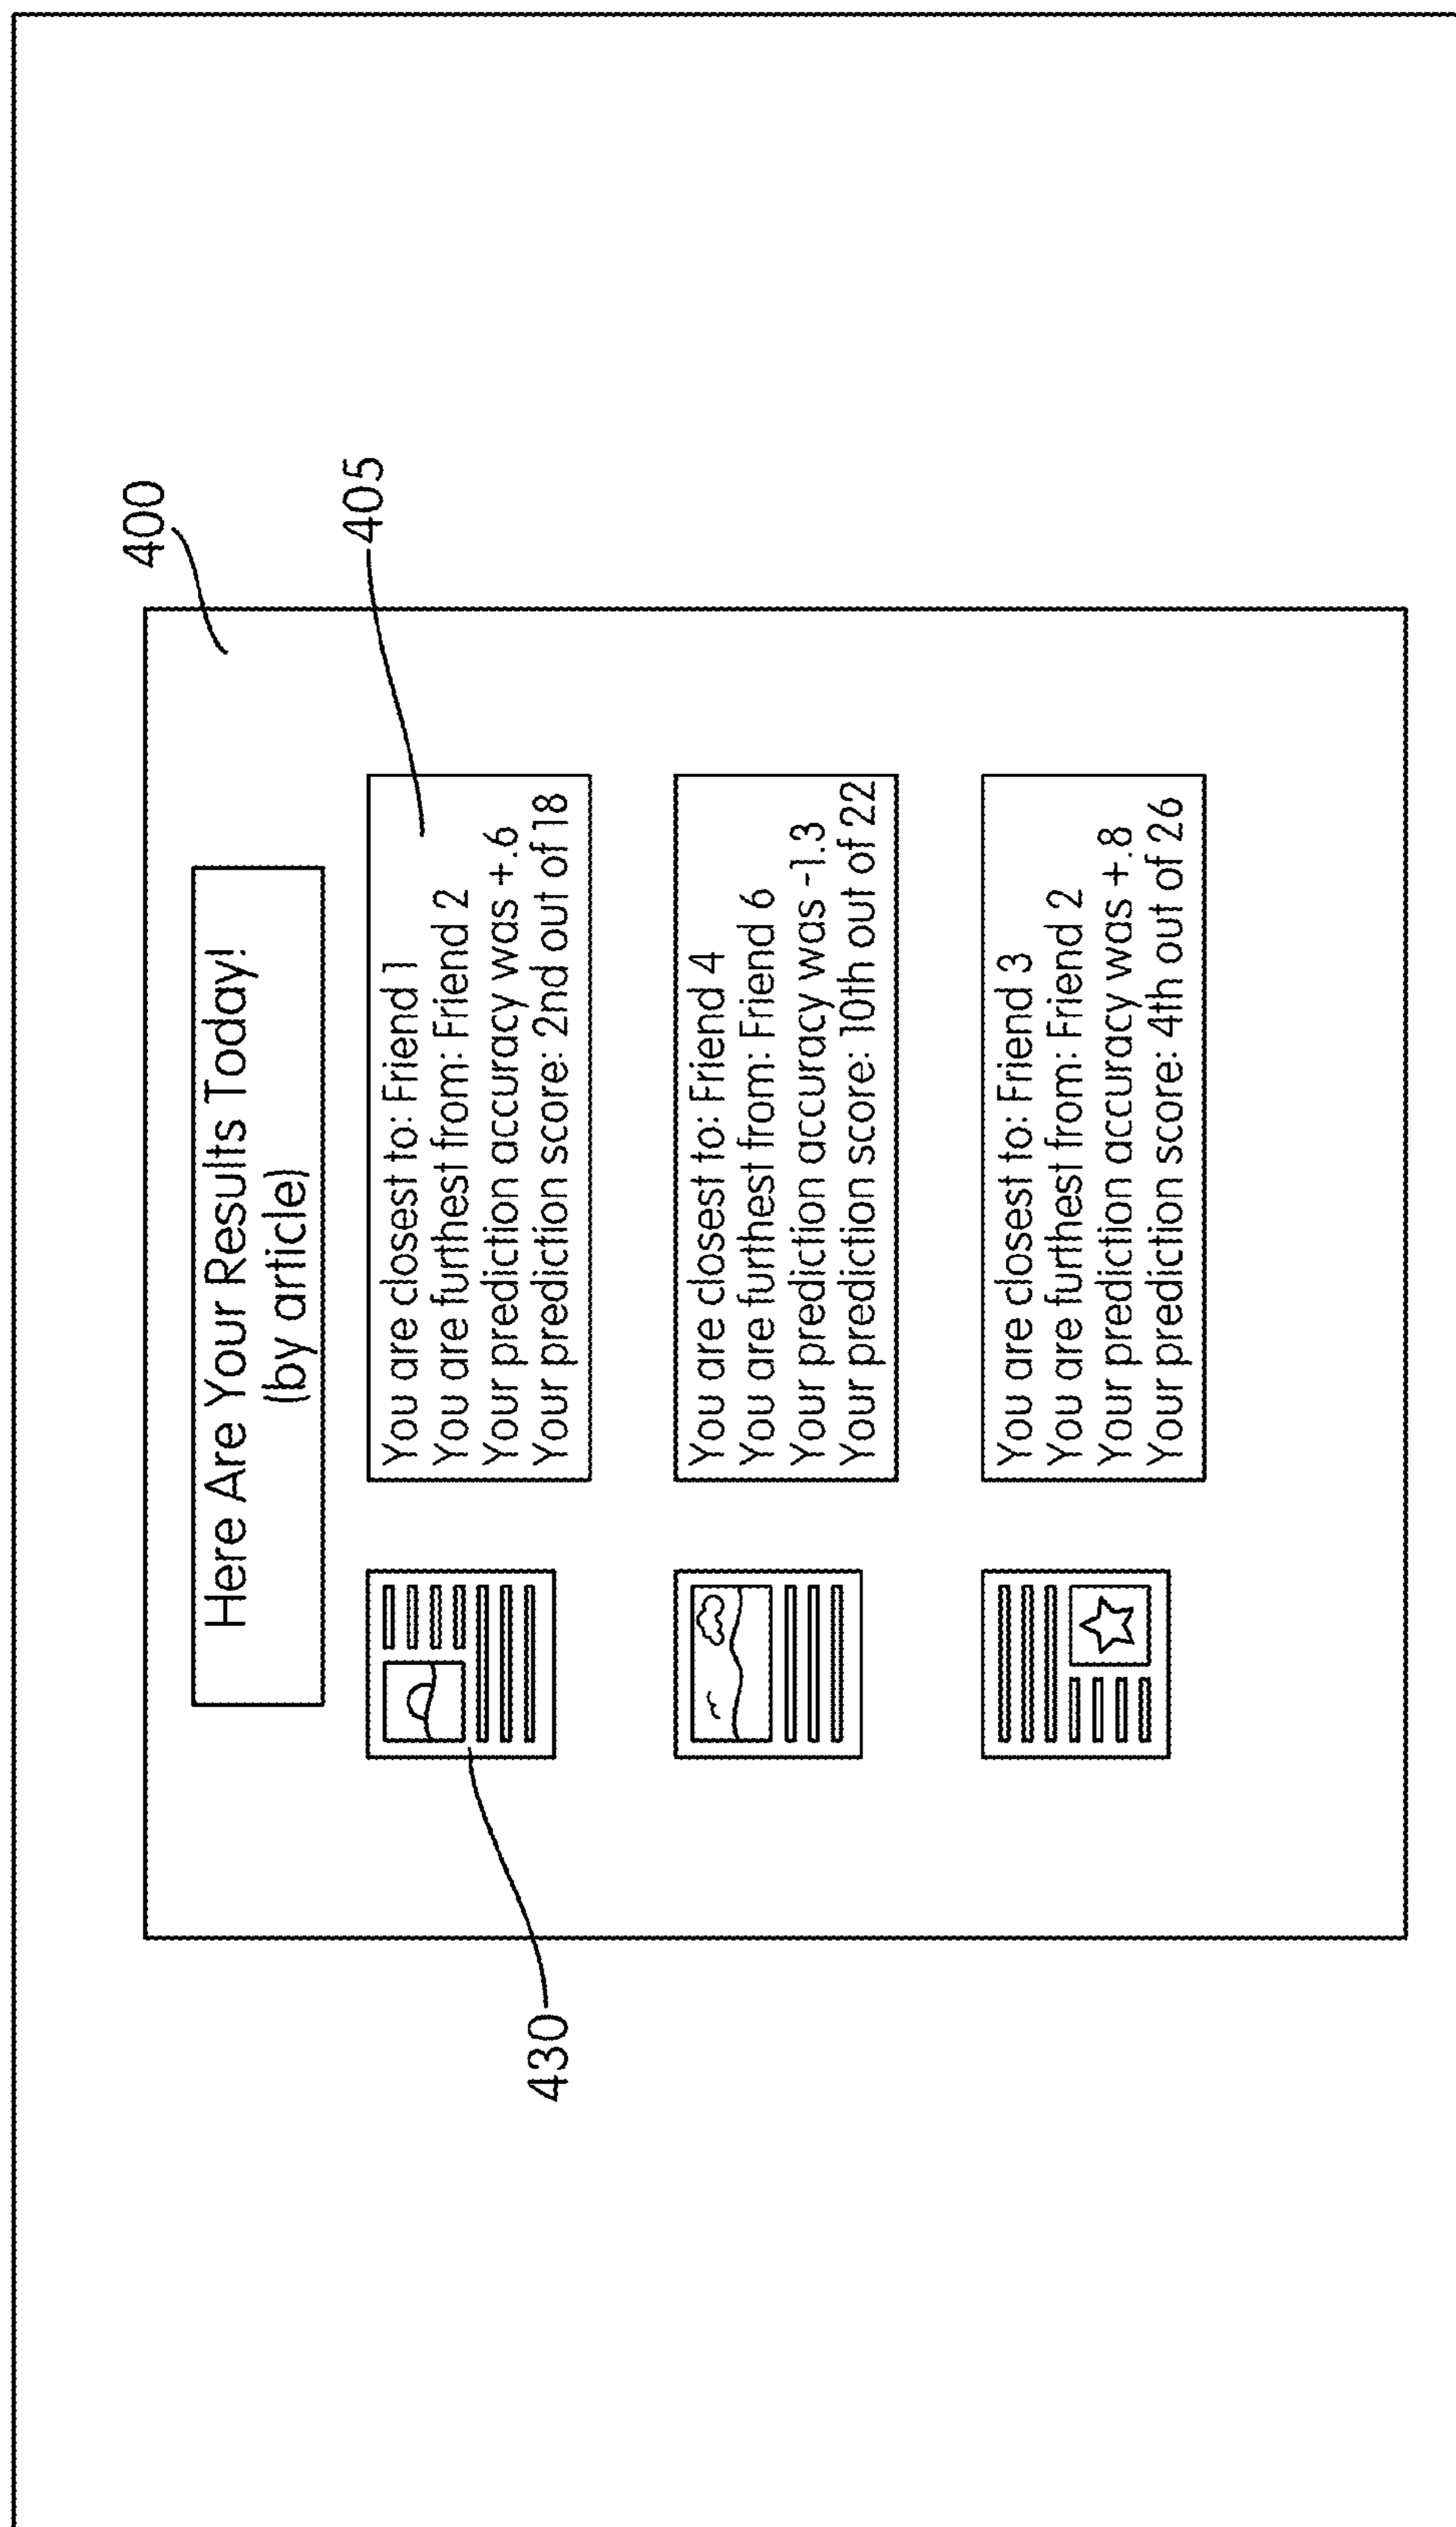 400
Here Are Your Results Today!
(by article)
405
You are closest to: Friend 1
You are furthest from: Friend 2
Your prediction accuracy was +.6
Your prediction score: 2nd out of 18
430
You are closest to: Friend 4
You are furthest from: Friend 6
Your prediction accuracy was -1.3
Your prediction score: 10th out of 22
You are closest to: Friend 3
You are furthest from: Friend 2
Your prediction accuracy was +.8
Your prediction score: 4th out of 26